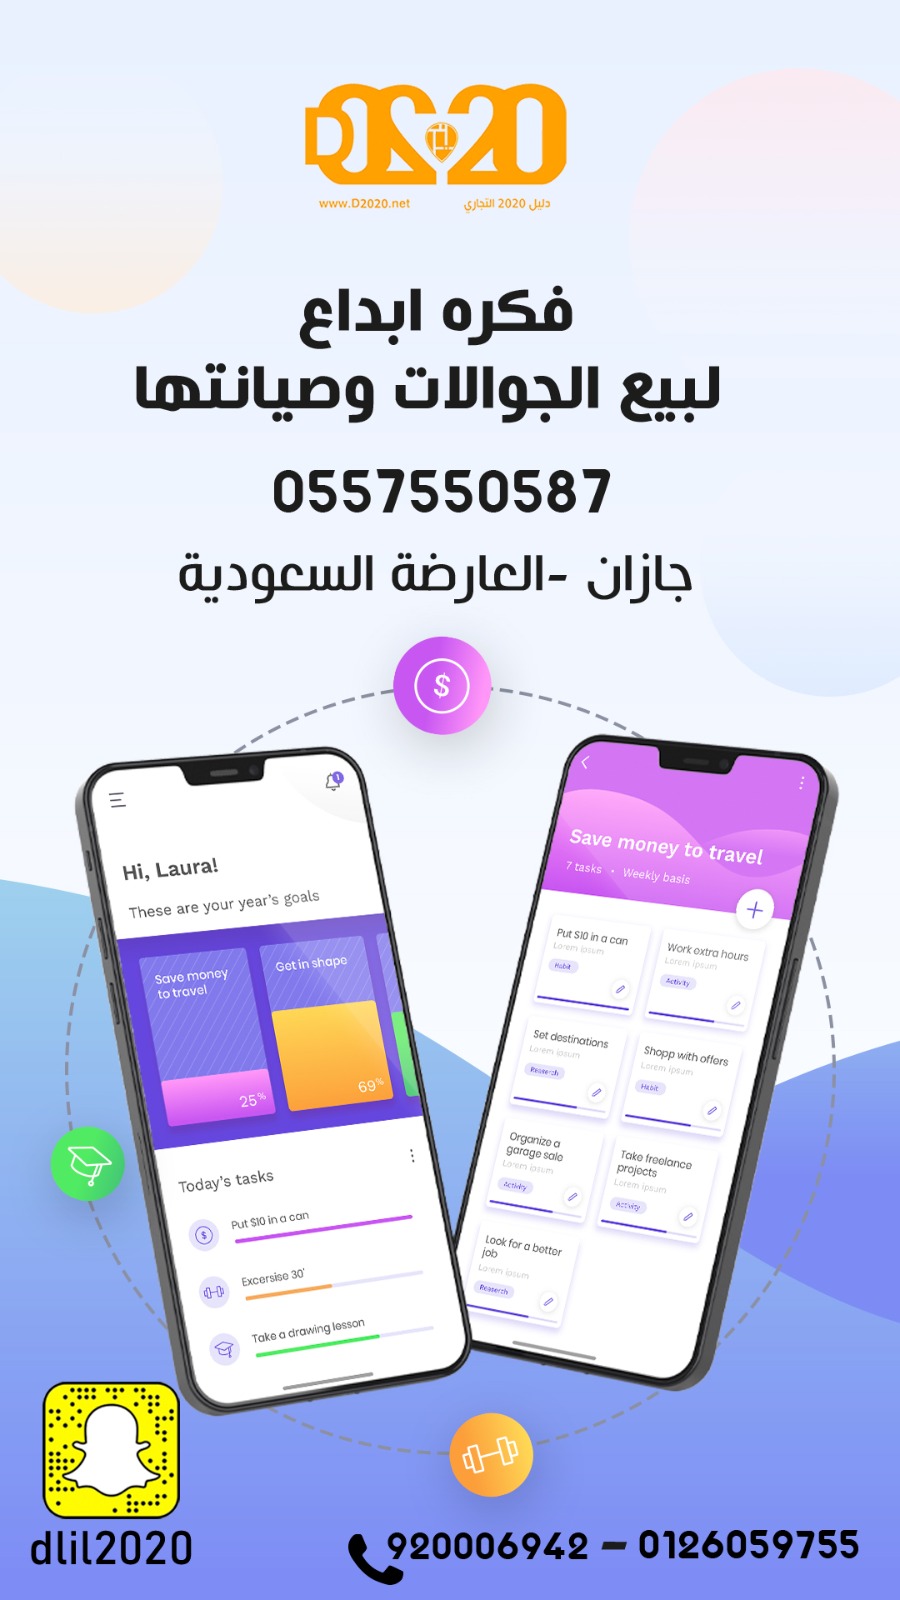 D2020
www.D2020.net
دليل 2020 التجاري
فكره ابداع
لبيع الجوالات وصيانتها
0557550587
جازان -العارضة السعودية
$
1
Hi, Laura!
These are your year's goals
Save money
to travel
25%
Get in shape
69%
Today's tasks
$
Put $10 in a can
Excersise 30'
Take a drawing lesson
Save money to travel
7 tasks • Weekly basis
+
Put $10 in a can
Lorem ipsum
Habit
Work extra hours
Lorem ipsum
Activity
Set destinations
Lorem ipsum
Research
Shopp with offers
Lorem ipsum
Habit
Organize a
garage sale
Lorem ipsum
Activity
Take freelance
projects
Lorem ipsum
Activity
Look for a better
job
Lorem ipsum
Research
dlil2020
920006942 – 0126059755